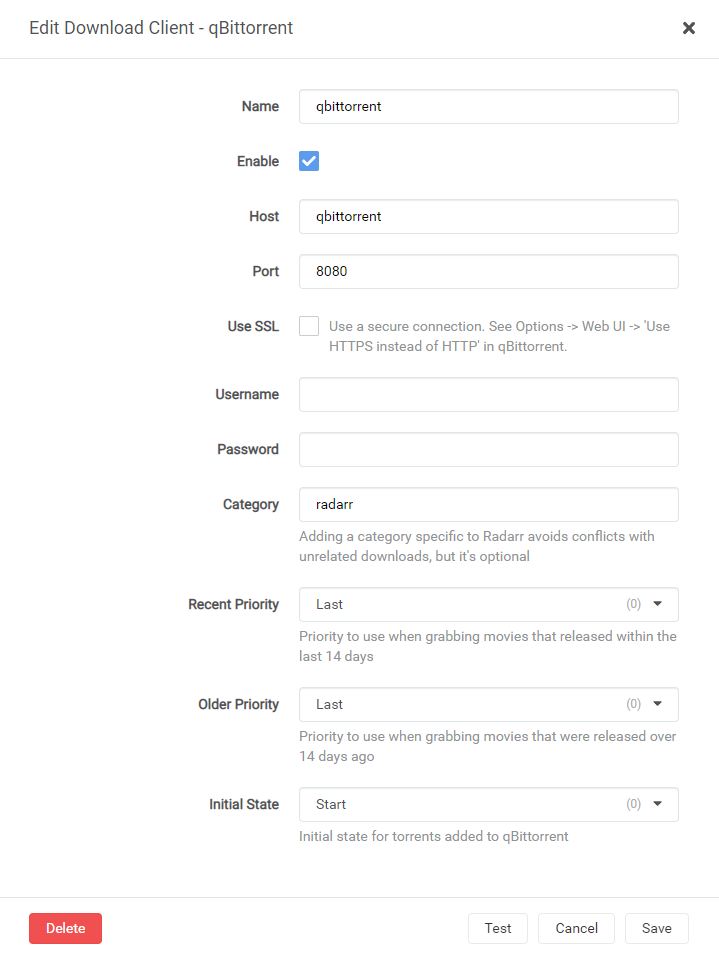 Edit Download Client - qBittorrent
Name
qbittorrent
Enable
Host
qbittorrent
Port
8080
Use SSL
Use a secure connection. See Options -> Web UI -> 'Use
HTTPS instead of HTTP' in qBittorrent.
Username
Password
Category
radarr
Adding a category specific to Radarr avoids conflicts with
unrelated downloads, but it's optional
Recent Priority
Last (0)
Priority to use when grabbing movies that released within the
last 14 days
Older Priority
Last (0)
Priority to use when grabbing movies that were released over
14 days ago
Initial State
Start (0)
Initial state for torrents added to qBittorrent
Delete
Test
Cancel
Save